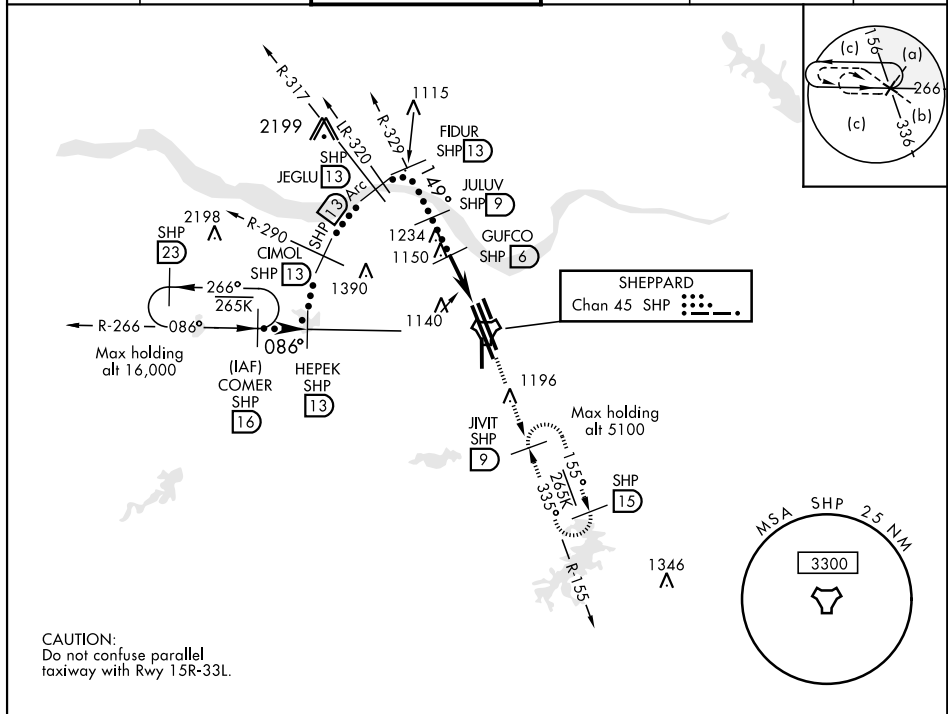 R-317
LR-320
R-329
1115
2199
SHP
JEGLU 13
FIDUR
SHP 13
149°
SHP 13 Arc
JULUV
SHP 9
1234
1150
GUFCO
SHP 6
2198
R-290
SHP
23
CIMOL
SHP 13
1390
266°
265K
R-266
086°
086°
1140
Max holding
alt 16,000
(IAF)
COMER
SHP
16
HEPEK
SHP
13
SHEPPARD
Chan 45 SHP
1196
JIVIT
SHP
9
Max holding
alt 5100
155°
265K
335°
SHP
15
R-155
1346
(c)
156
(a)
266
(b)
336
(c)
MSA SHP 25 NM
3300
CAUTION:
Do not confuse parallel
taxiway with Rwy 15R-33L.